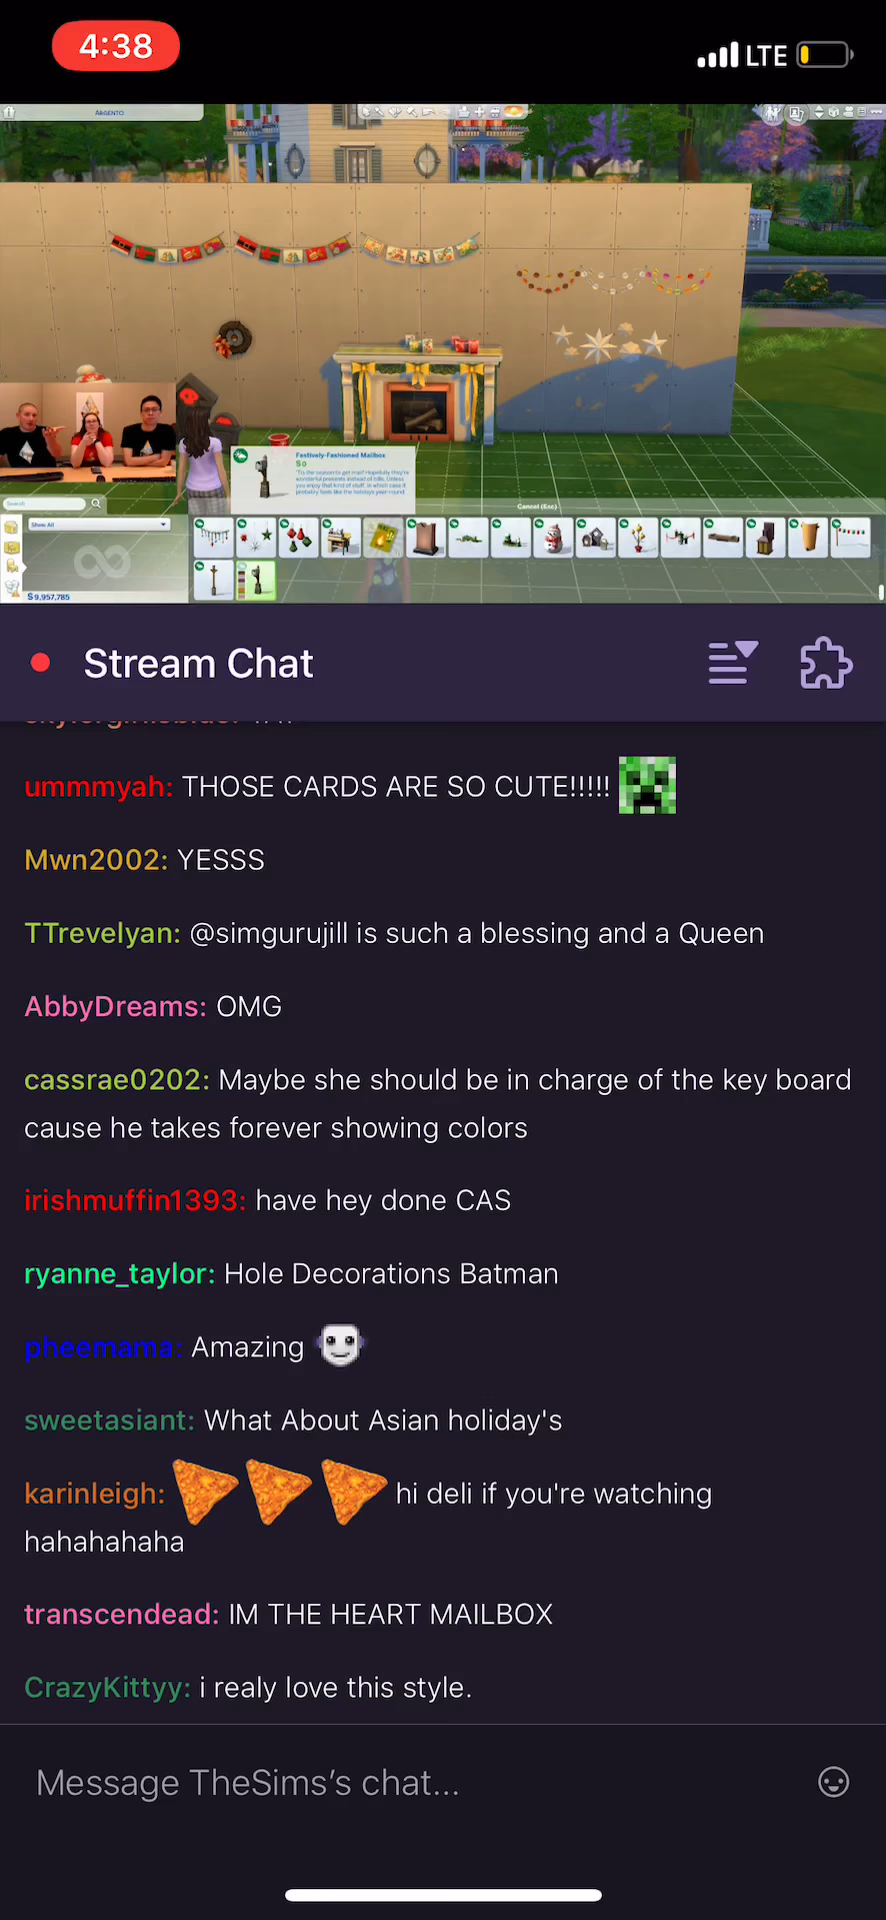 4:38
LTE
ARGENTO
Festively-Fashioned Mailbox
$0
Cancel (Esc)
Search
Show All
$9,957,785
Stream Chat
ummmyah: THOSE CARDS ARE SO CUTE!!!!!
Mwn2002: YESSS
TTrevelyan: @simgurujill is such a blessing and a Queen
AbbyDreams: OMG
cassrae0202: Maybe she should be in charge of the key board
cause he takes forever showing colors
irishmuffin1393: have hey done CAS
ryanne_taylor: Hole Decorations Batman
pheemama: Amazing
sweetasiant: What About Asian holiday's
karinleigh: hi deli if you're watching
hahahahaha
transcendead: IM THE HEART MAILBOX
CrazyKittyy: i realy love this style.
Message TheSims's chat...